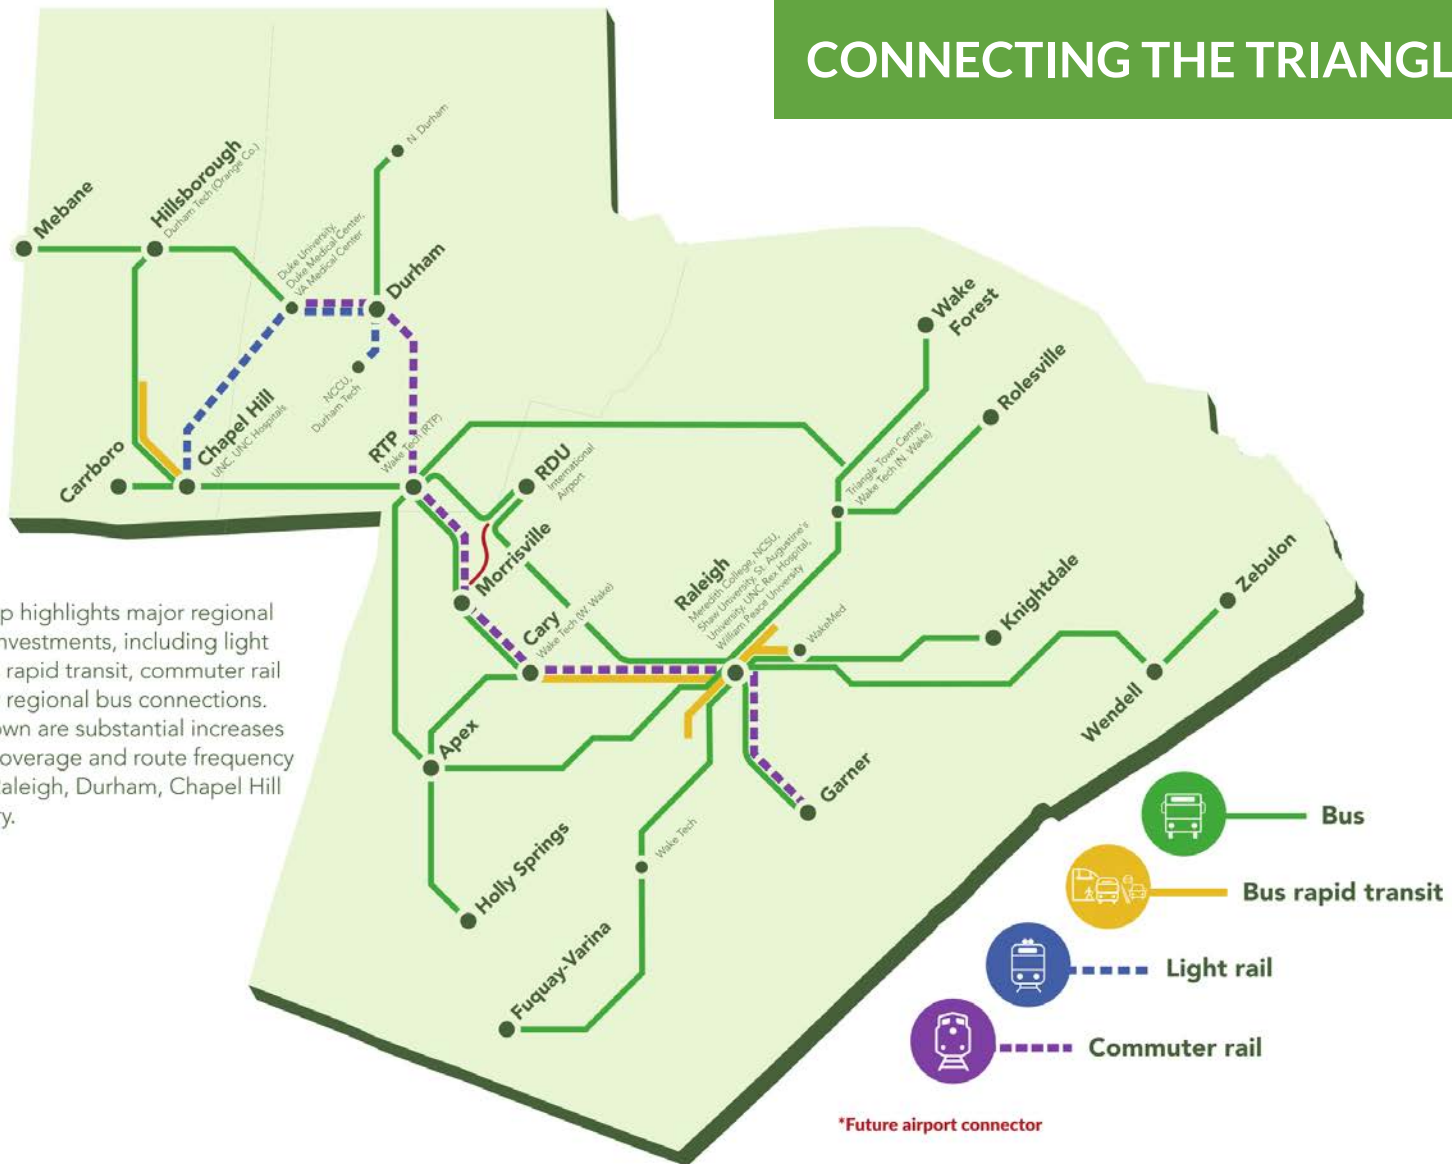 CONNECTING THE TRIANGL
N. Durham
Hillsborough
Durham Tech (Orange Co.)
Mebane
Duke University,
Duke Medical Center,
VA Medical Center
Durham
Wake
Forest
Rolesville
NCCU,
Durham Tech
Chapel Hill
UNC, UNC Hospitals
Carrboro
RTP
Wake Tech (RTP)
RDU
International
Airport
Triangle Town Center,
Wake Tech (N. Wake)
Morrisville
Raleigh
Meredith College, NCSU,
Shaw University, St. Augustine's
University, UNC Rex Hospital,
William Peace University
Cary
Wake Tech (W. Wake)
WakeMed
Knightdale
Zebulon
Wendell
p highlights major regional
nvestments, including light
rapid transit, commuter rail
regional bus connections.
wn are substantial increases
overage and route frequency
aleigh, Durham, Chapel Hill
y.
Apex
Garner
Wake Tech
Holly Springs
Fuquay-Varina
Bus
Bus rapid transit
Light rail
Commuter rail
*Future airport connector